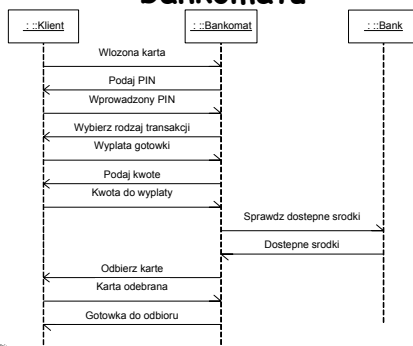 bankomatu
: ::Klient
: ::Bankomat
: ::Bank
Wlozona karta
Podaj PIN
Wprowadzony PIN
Wybierz rodzaj transakcji
Wyplata gotowki
Podaj kwote
Kwota do wyplaty
Sprawdz dostepne srodki
Dostepne srodki
Odbierz karte
Karta odebrana
Gotowka do odbioru